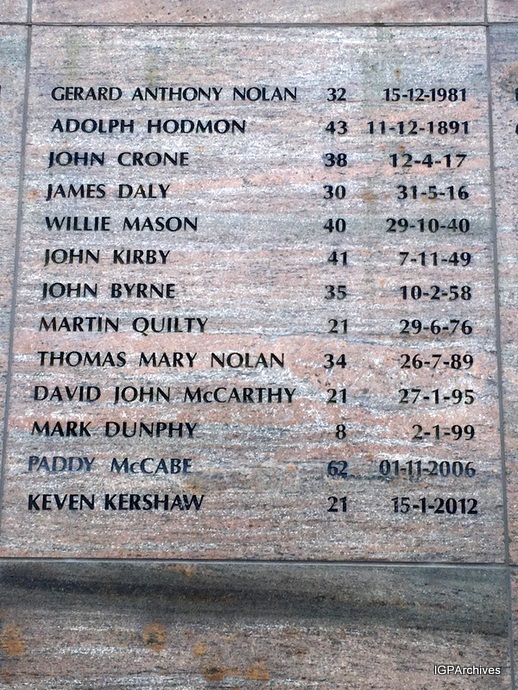 GERARD ANTHONY NOLAN 32 15-12-1981
ADOLPH HODMON 43 11-12-1891
JOHN CRONE 38 12-4-17
JAMES DALY 30 31-5-16
WILLIE MASON 40 29-10-40
JOHN KIRBY 41 7-11-49
JOHN BYRNE 35 10-2-58
MARTIN QUILTY 21 29-6-76
THOMAS MARY NOLAN 34 26-7-89
DAVID JOHN McCARTHY 21 27-1-95
MARK DUNPHY 8 2-1-99
PADDY McCABE 62 01-11-2006
KEVEN KERSHAW 21 15-1-2012
IGPArchives